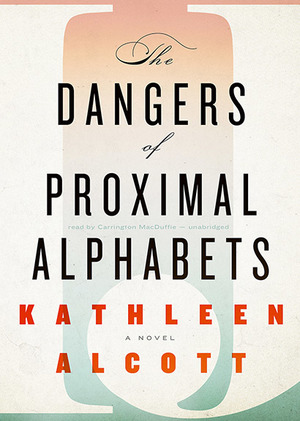 The
DANGERS
of
PROXIMAL
read by Carrington MacDuffie — unabridged
ALPHABETS
KATHLEEN
A NOVEL
ALCOTT